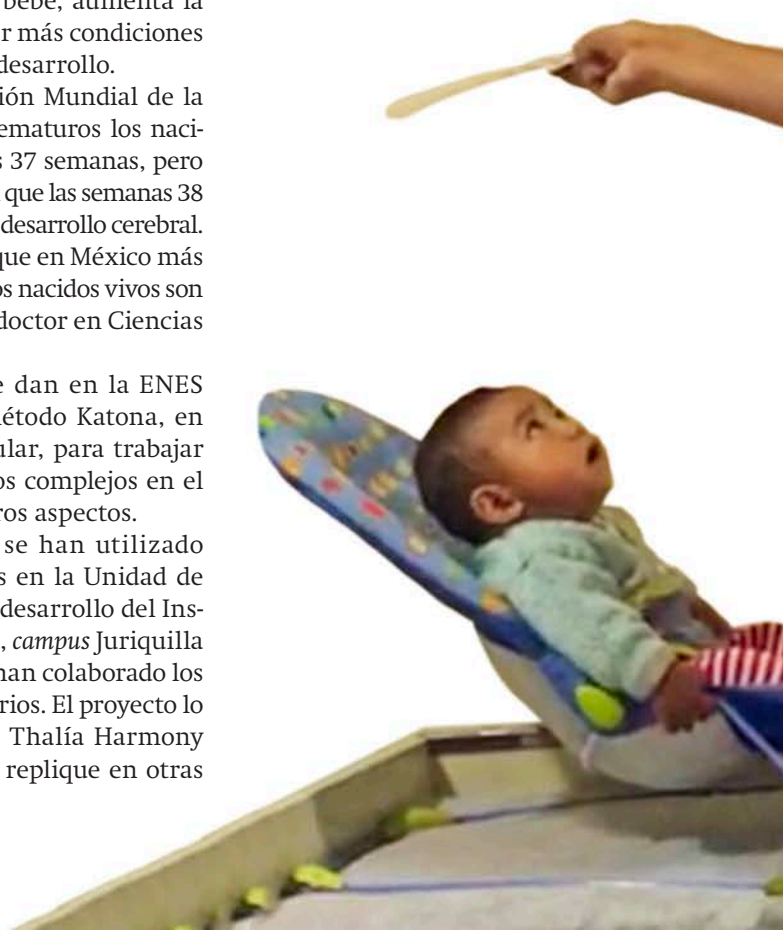 bebé, aumenta la
r más condiciones
desarrollo.
ión Mundial de la
ematuros los naci-
s 37 semanas, pero
que las semanas 38
desarrollo cerebral.
que en México más
os nacidos vivos son
doctor en Ciencias
e dan en la ENES
étodo Katona, en
ular, para trabajar
os complejos en el
ros aspectos.
se han utilizado
s en la Unidad de
desarrollo del Ins-
, campus Juriquilla
han colaborado los
rios. El proyecto lo
Thalía Harmony
replique en otras